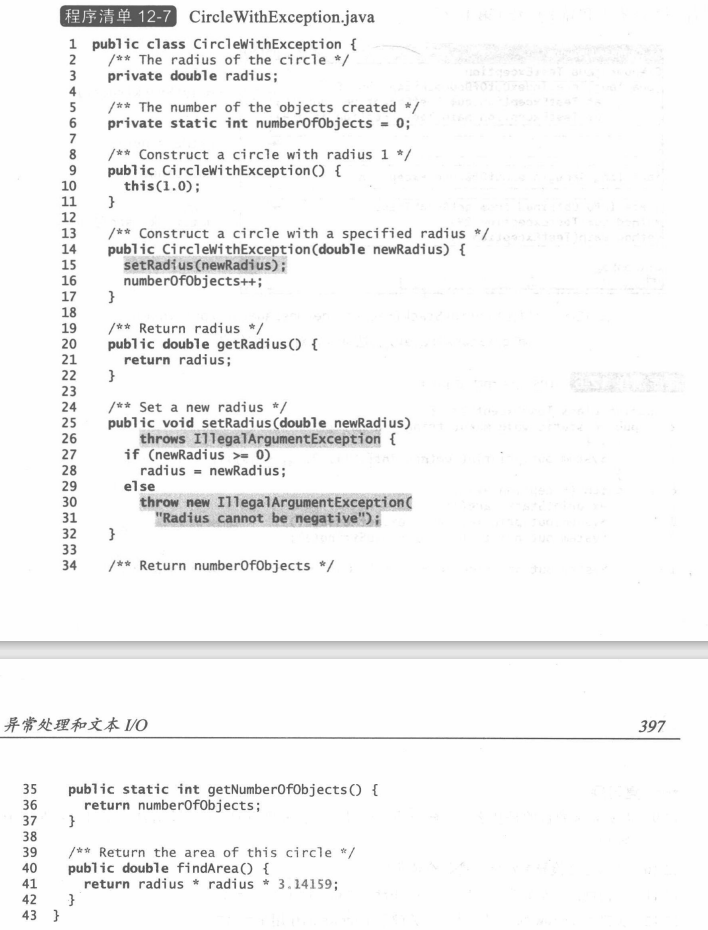 程序清单 12-7 CircleWithException.java
1 public class CircleWithException {
2   /** The radius of the circle */
3   private double radius;
4
5   /** The number of the objects created */
6   private static int numberOfObjects = 0;
7
8   /** Construct a circle with radius 1 */
9   public CircleWithException() {
10     this(1.0);
11   }
12
13   /** Construct a circle with a specified radius */
14   public CircleWithException(double newRadius) {
15     setRadius(newRadius);
16     numberOfObjects++;
17   }
18
19   /** Return radius */
20   public double getRadius() {
21     return radius;
22   }
23
24   /** Set a new radius */
25   public void setRadius(double newRadius)
26       throws IllegalArgumentException {
27     if (newRadius >= 0)
28       radius = newRadius;
29     else
30       throw new IllegalArgumentException(
31         "Radius cannot be negative");
32   }
33
34   /** Return numberOfObjects */
异常处理和文本 I/O 397
35   public static int getNumberOfObjects() {
36     return numberOfObjects;
37   }
38
39   /** Return the area of this circle */
40   public double findArea() {
41     return radius * radius * 3.14159;
42   }
43 }